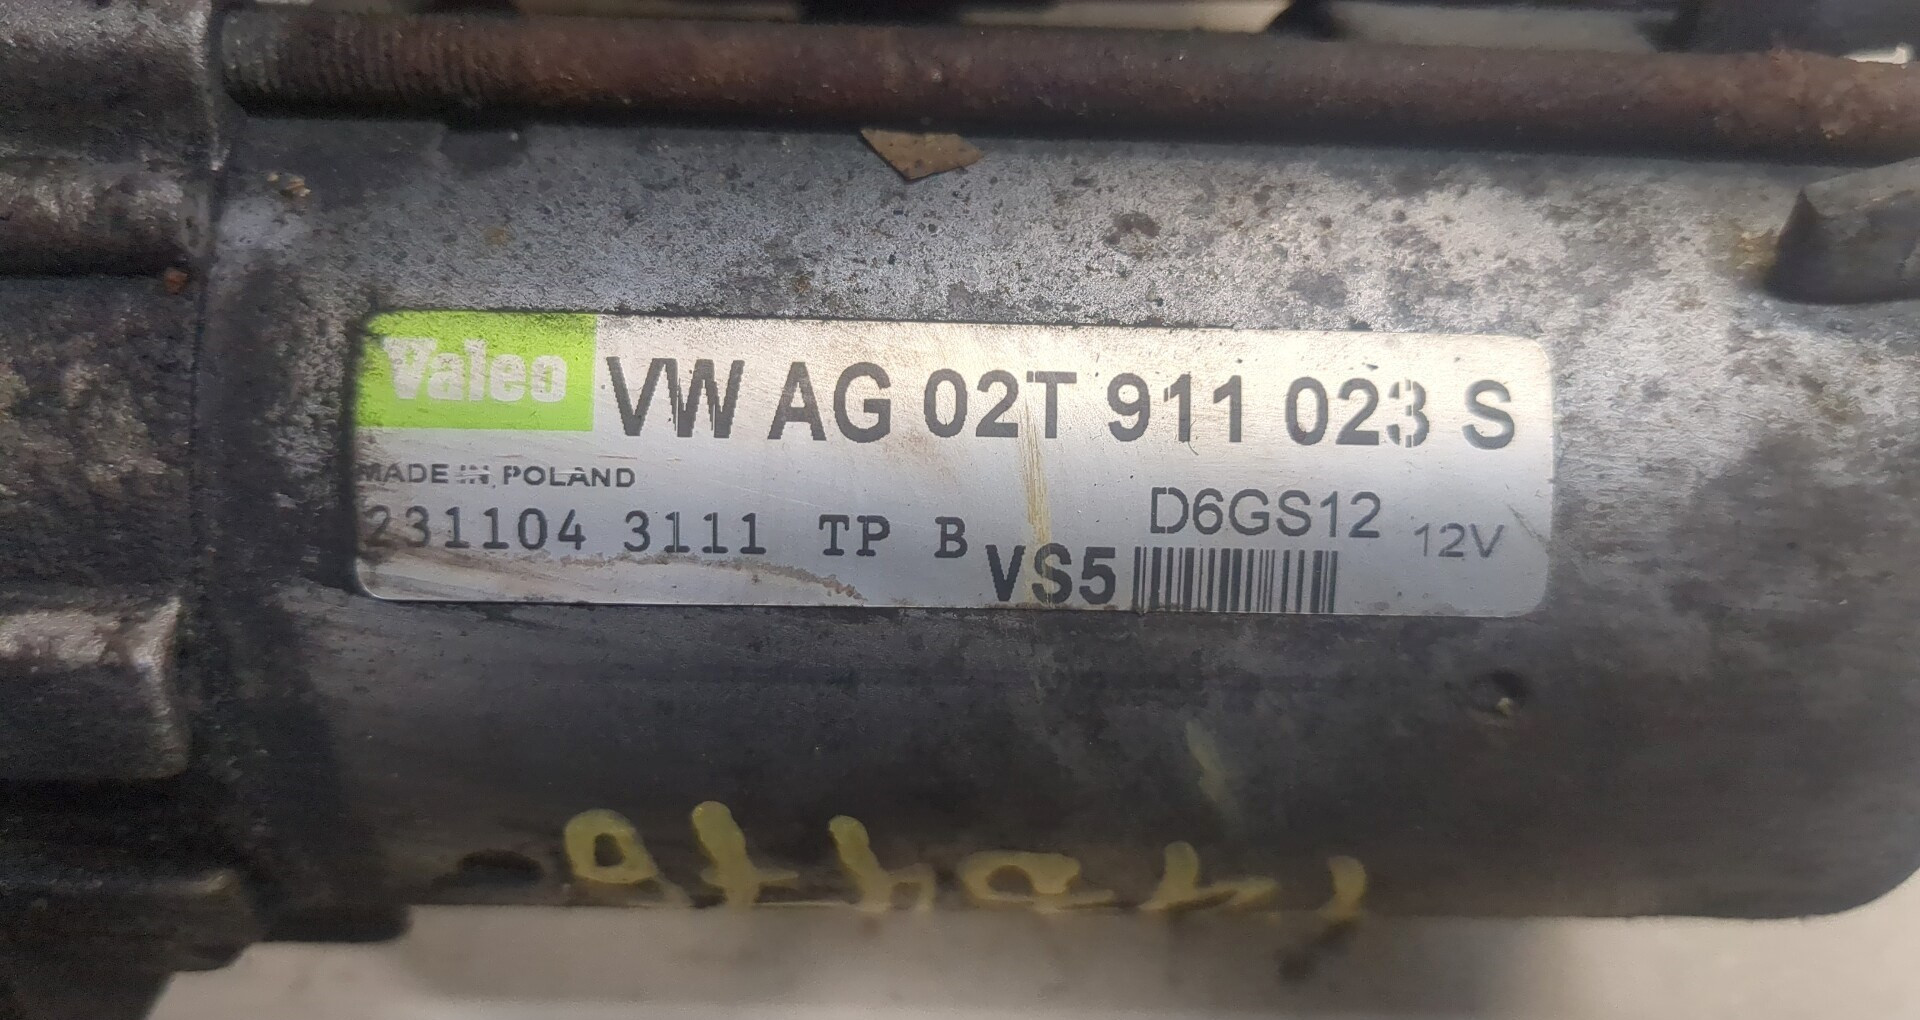 Valeo VW AG 02T 911 023 S
MADE IN POLAND
231104 3111 TP B
D6GS12 12V
VS5